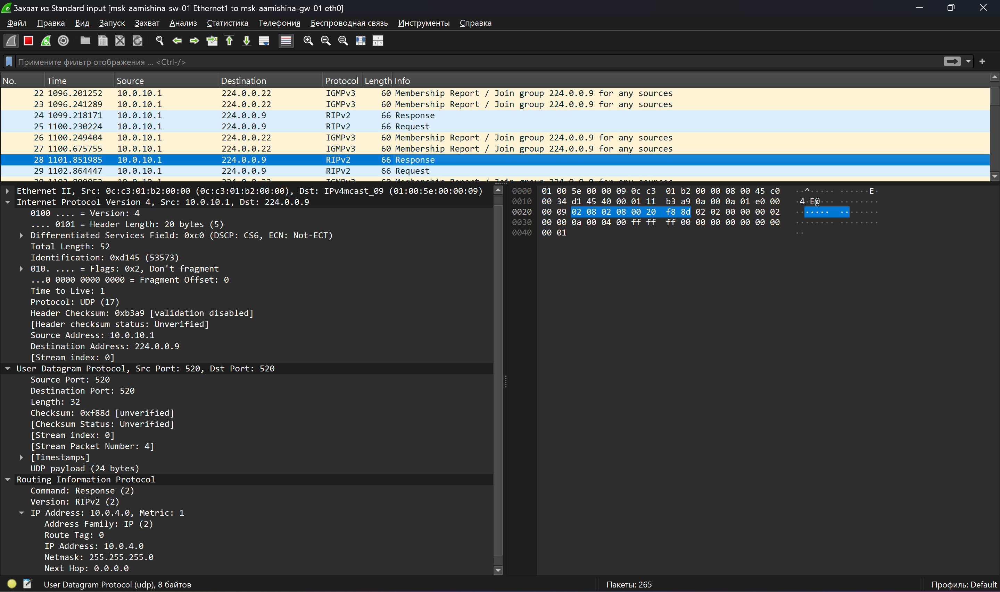 Захват из Standard input [msk-aamishina-sw-01 Ethernet1 to msk-aamishina-gw-01 eth0]
Файл Правка Вид Запуск Захват Анализ Статистика Телефония Беспроводная связь Инструменты Справка
Примените фильтр отображения ... <Ctrl-/>
No. Time Source Destination Protocol Length Info
22 1096.201252 10.0.10.1 224.0.0.22 IGMPv3 60 Membership Report / Join group 224.0.0.9 for any sources
23 1096.241289 10.0.10.1 224.0.0.22 IGMPv3 60 Membership Report / Join group 224.0.0.9 for any sources
24 1099.218171 10.0.10.1 224.0.0.9 RIPv2 66 Response
25 1100.230224 10.0.10.1 224.0.0.9 RIPv2 66 Request
26 1100.249404 10.0.10.1 224.0.0.22 IGMPv3 60 Membership Report / Join group 224.0.0.9 for any sources
27 1100.675755 10.0.10.1 224.0.0.22 IGMPv3 60 Membership Report / Join group 224.0.0.9 for any sources
28 1101.851985 10.0.10.1 224.0.0.9 RIPv2 66 Response
29 1102.864447 10.0.10.1 224.0.0.9 RIPv2 66 Request
Ethernet II, Src: 0c:c3:01:b2:00:00 (0c:c3:01:b2:00:00), Dst: IPv4mcast_09 (01:00:5e:00:00:09)
Internet Protocol Version 4, Src: 10.0.10.1, Dst: 224.0.0.9
0100 .... = Version: 4
.... 0101 = Header Length: 20 bytes (5)
Differentiated Services Field: 0xc0 (DSCP: CS6, ECN: Not-ECT)
Total Length: 52
Identification: 0xd145 (53573)
010. .... = Flags: 0x2, Don't fragment
...0 0000 0000 0000 = Fragment Offset: 0
Time to Live: 1
Protocol: UDP (17)
Header Checksum: 0xb3a9 [validation disabled]
[Header checksum status: Unverified]
Source Address: 10.0.10.1
Destination Address: 224.0.0.9
[Stream index: 0]
User Datagram Protocol, Src Port: 520, Dst Port: 520
Source Port: 520
Destination Port: 520
Length: 32
Checksum: 0xf88d [unverified]
[Checksum Status: Unverified]
[Stream index: 0]
[Stream Packet Number: 4]
[Timestamps]
UDP payload (24 bytes)
Routing Information Protocol
Command: Response (2)
Version: RIPv2 (2)
IP Address: 10.0.4.0, Metric: 1
Address Family: IP (2)
Route Tag: 0
IP Address: 10.0.4.0
Netmask: 255.255.255.0
Next Hop: 0.0.0.0
0000 01 00 5e 00 00 09 0c c3 01 b2 00 00 08 00 45 c0 ··^····· ······E·
0010 00 34 d1 45 40 00 01 11 b3 a9 0a 00 0a 01 e0 00 ·4·E@··· ········
0020 00 09 02 08 02 08 00 20 f8 8d 02 02 00 00 00 02 ······· ········
0030 00 00 0a 00 04 00 ff ff ff 00 00 00 00 00 00 00 ········ ········
0040 00 01 ··
User Datagram Protocol (udp), 8 байтов
Пакеты: 265
Профиль: Default